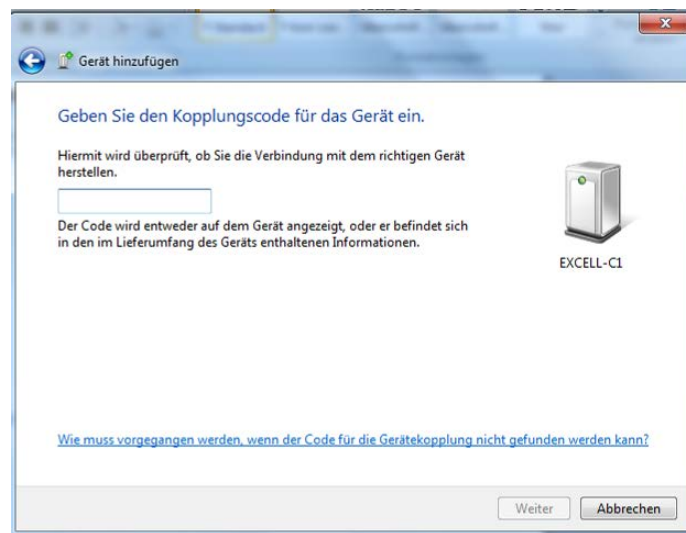 Gerät hinzufügen
Geben Sie den Kopplungscode für das Gerät ein.
Hiermit wird überprüft, ob Sie die Verbindung mit dem richtigen Gerät
herstellen.
Der Code wird entweder auf dem Gerät angezeigt, oder er befindet sich
in den im Lieferumfang des Geräts enthaltenen Informationen.
EXCELL-C1
Wie muss vorgegangen werden, wenn der Code für die Gerätekopplung nicht gefunden werden kann?
Weiter
Abbrechen